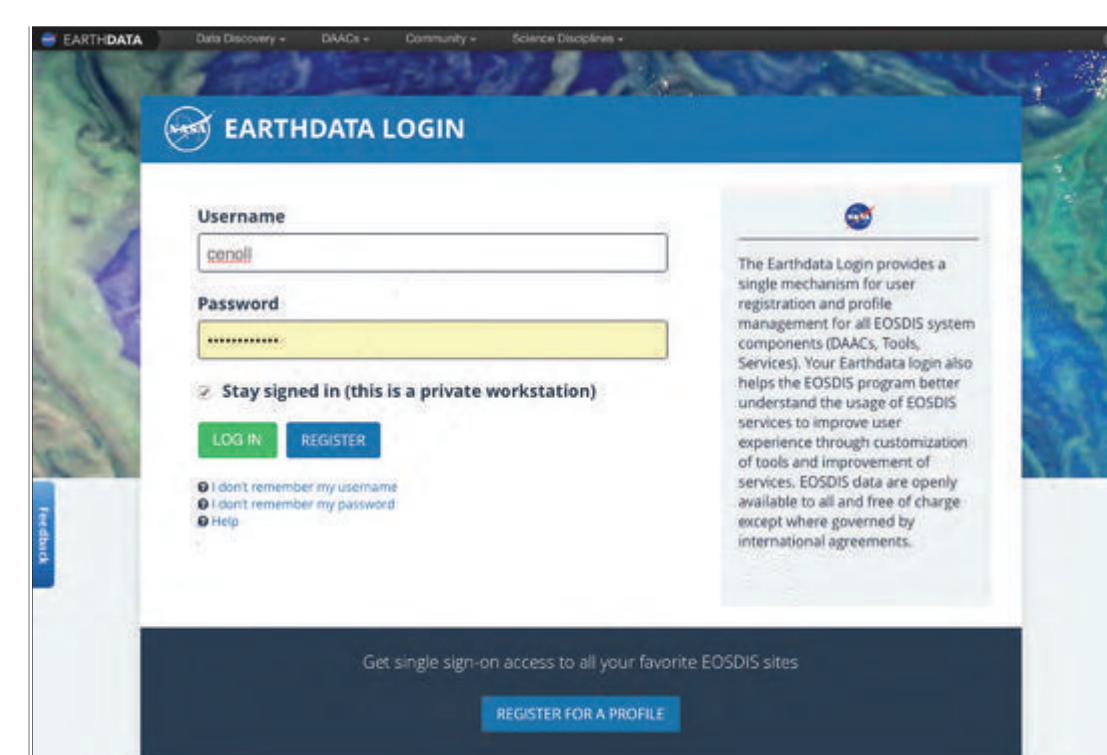 EARTHDATA
Data Discovery
DAACs
Community
Science Disciplines
NASA
EARTHDATA LOGIN
Username
cenoll
Password
••••••••••••
Stay signed in (this is a private workstation)
LOG IN
REGISTER
I don't remember my username
I don't remember my password
Help
NASA
The Earthdata Login provides a
single mechanism for user
registration and profile
management for all EOSDIS system
components (DAACs, Tools,
Services). Your Earthdata login also
helps the EOSDIS program better
understand the usage of EOSDIS
services to improve user
experience through customization
of tools and improvement of
services. EOSDIS data are openly
available to all and free of charge
except where governed by
international agreements.
Feedback
Get single sign-on access to all your favorite EOSDIS sites
REGISTER FOR A PROFILE